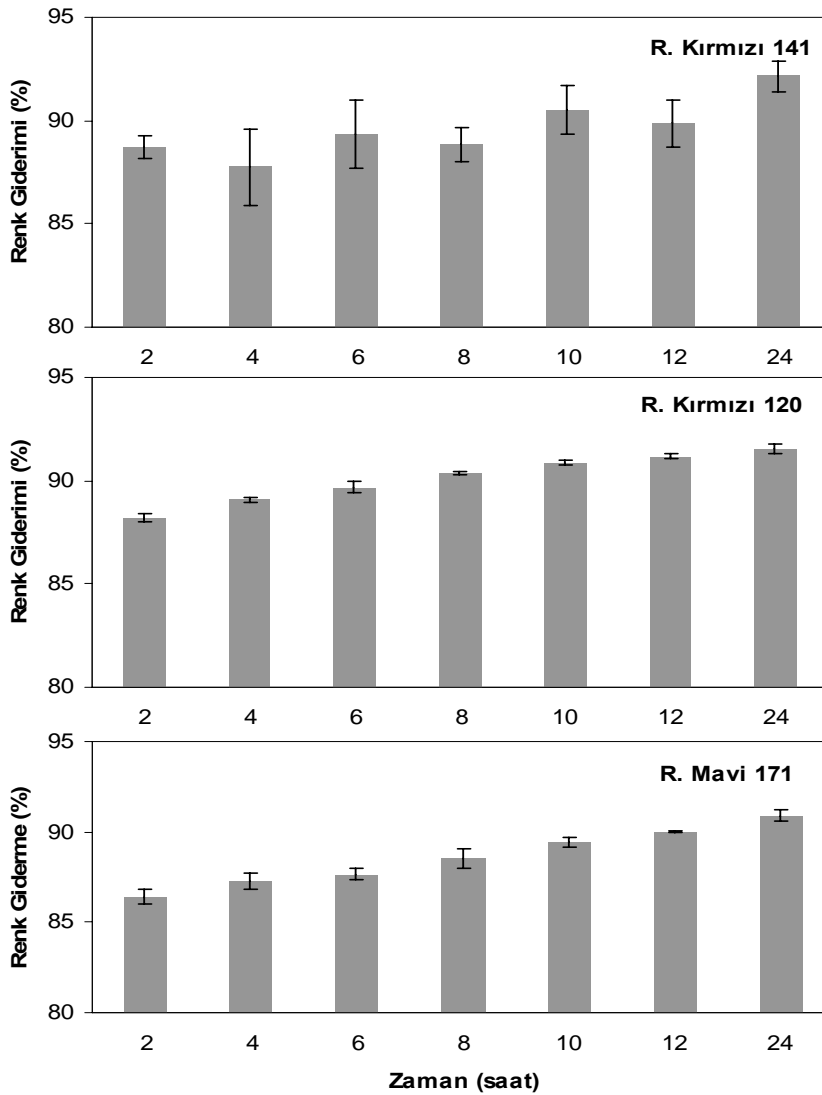 95
R. Kırmızı 141
90
85
80
Renk Giderimi (%)
2 4 6 8 10 12 24
95
R. Kırmızı 120
90
85
80
Renk Giderimi (%)
2 4 6 8 10 12 24
95
R. Mavi 171
90
85
80
Renk Giderme (%)
2 4 6 8 10 12 24
Zaman (saat)